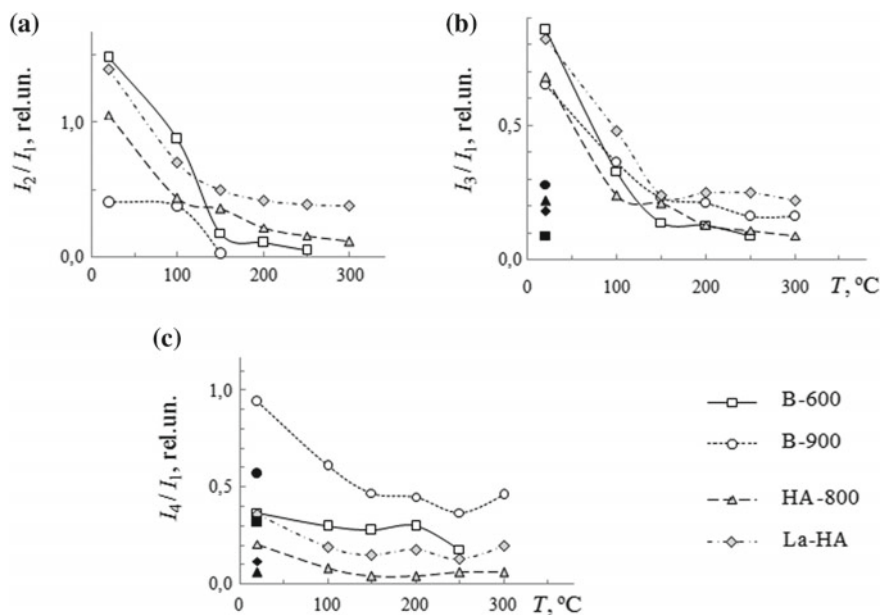 (a)
I₂ / I₁, rel.un.
1,0
0,0
0
100
200
300
(b)
I₃ / I₁, rel.un.
0,5
0,0
0
100
200
300
T, °C
(c)
I₄ / I₁, rel.un.
1,0
0,5
0,0
0
100
200
300
T, °C
B-600
B-900
HA-800
La-HA